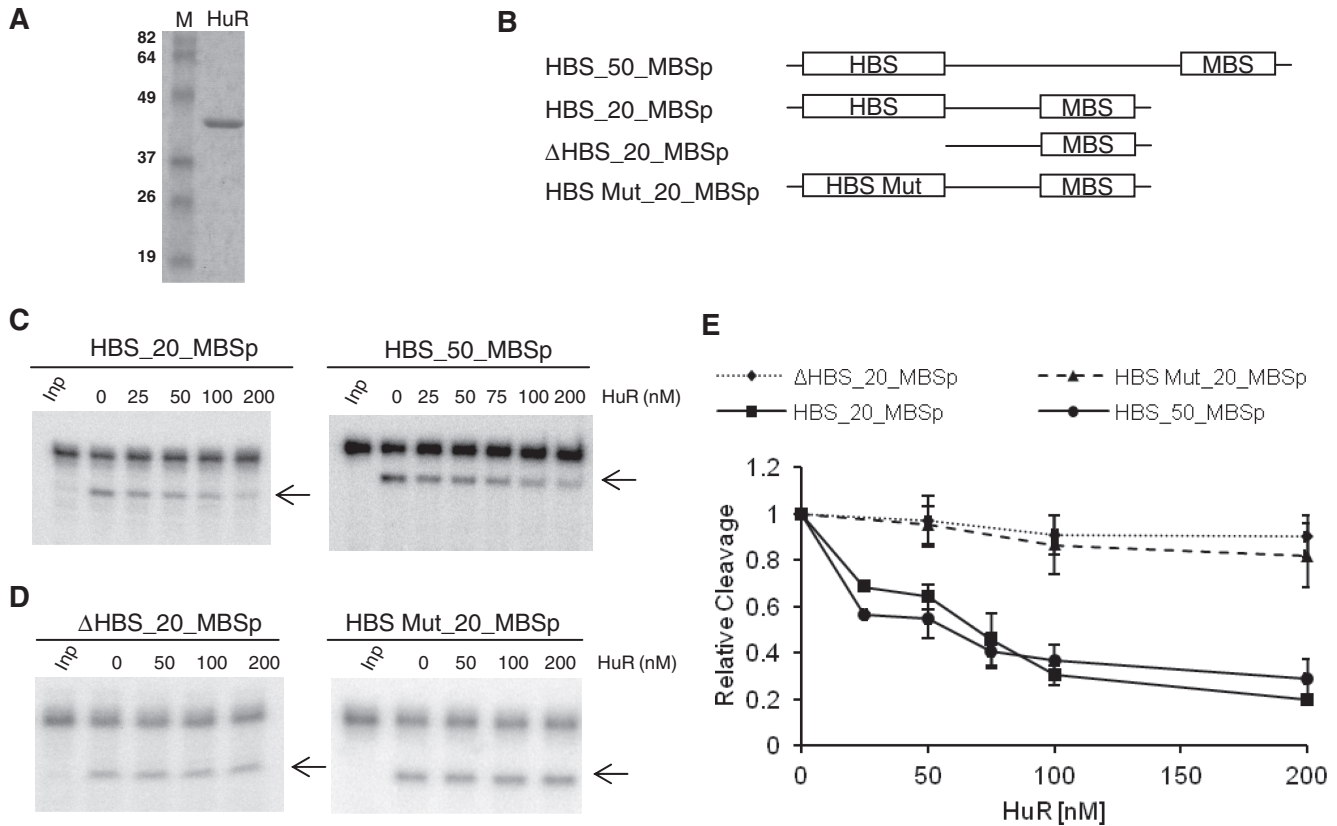 A
M HuR
82
64
49
37
26
19
B
HBS_50_MBSp
HBS MBS
HBS_20_MBSp
HBS MBS
ΔHBS_20_MBSp
MBS
HBS Mut_20_MBSp
HBS Mut MBS
C
HBS_20_MBSp
Inp 0 25 50 100 200
HBS_50_MBSp
Inp 0 25 50 75 100 200 HuR (nM)
D
ΔHBS_20_MBSp
Inp 0 50 100 200
HBS Mut_20_MBSp
Inp 0 50 100 200 HuR (nM)
E
ΔHBS_20_MBSp HBS Mut_20_MBSp
HBS_20_MBSp HBS_50_MBSp
Relative Cleavage
1.2
1
0.8
0.6
0.4
0.2
0
0 50 100 150 200
HuR [nM]